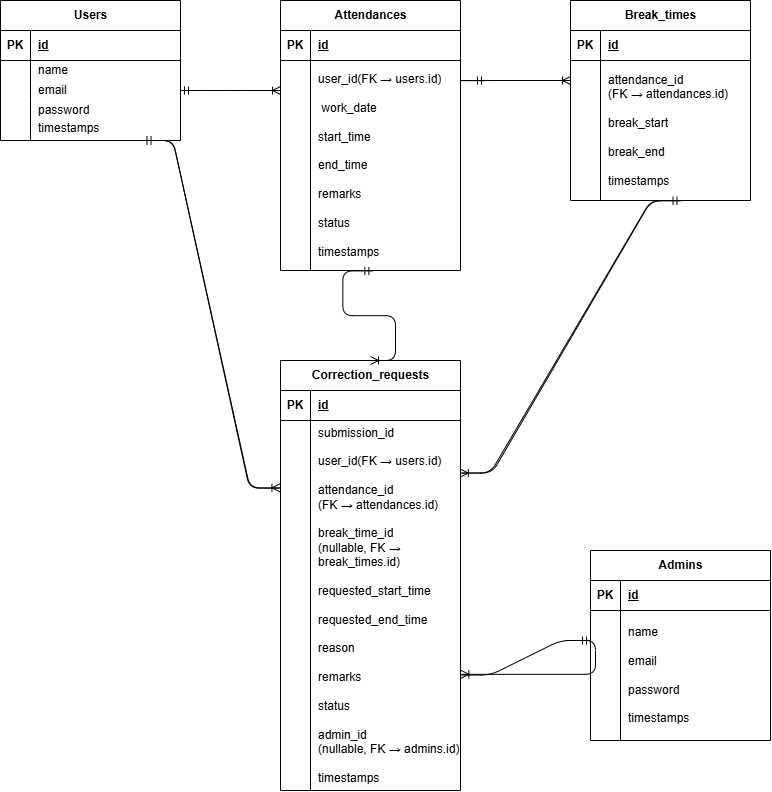 Users
PK id
name
email
password
timestamps
Attendances
PK id
user_id(FK → users.id)
work_date
start_time
end_time
remarks
status
timestamps
Break_times
PK id
attendance_id
(FK → attendances.id)
break_start
break_end
timestamps
Correction_requests
PK id
submission_id
user_id(FK → users.id)
attendance_id
(FK → attendances.id)
break_time_id
(nullable, FK →
break_times.id)
requested_start_time
requested_end_time
reason
remarks
status
admin_id
(nullable, FK → admins.id)
timestamps
Admins
PK id
name
email
password
timestamps